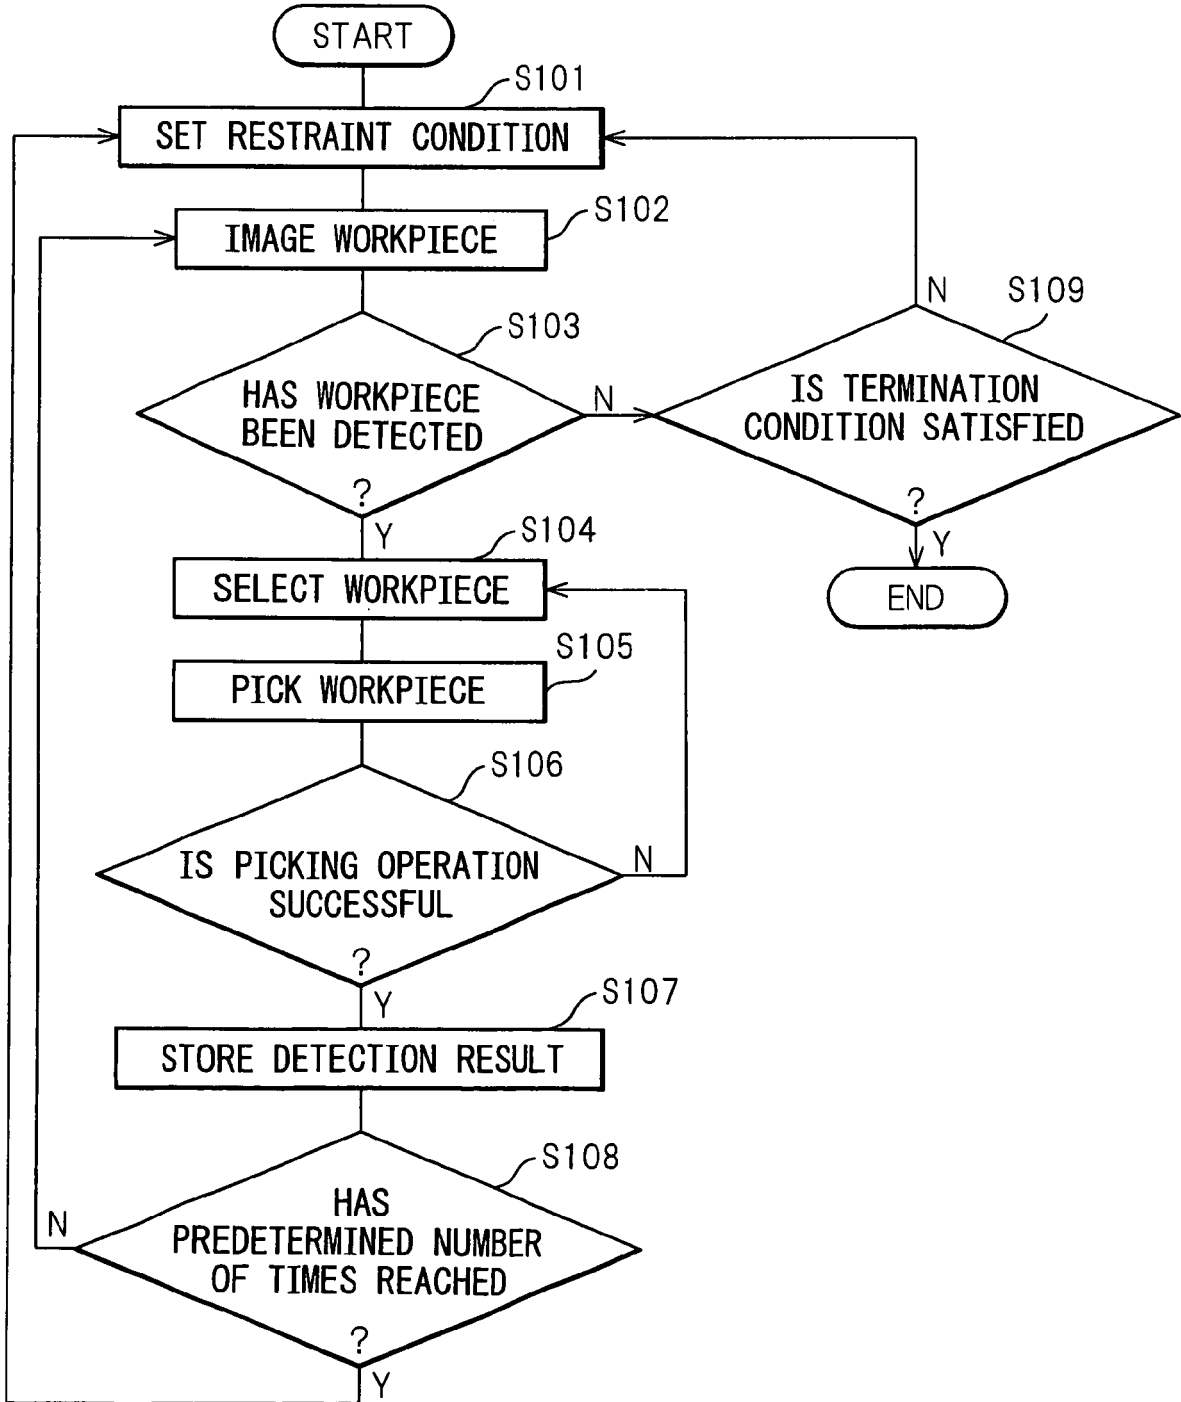 START
S101
SET RESTRAINT CONDITION
S102
IMAGE WORKPIECE
S103
HAS WORKPIECE
BEEN DETECTED
?
N
Y
N
S109
IS TERMINATION
CONDITION SATISFIED
?
Y
END
S104
SELECT WORKPIECE
S105
PICK WORKPIECE
S106
IS PICKING OPERATION
SUCCESSFUL
?
N
Y
S107
STORE DETECTION RESULT
S108
HAS
PREDETERMINED NUMBER
OF TIMES REACHED
?
N
Y